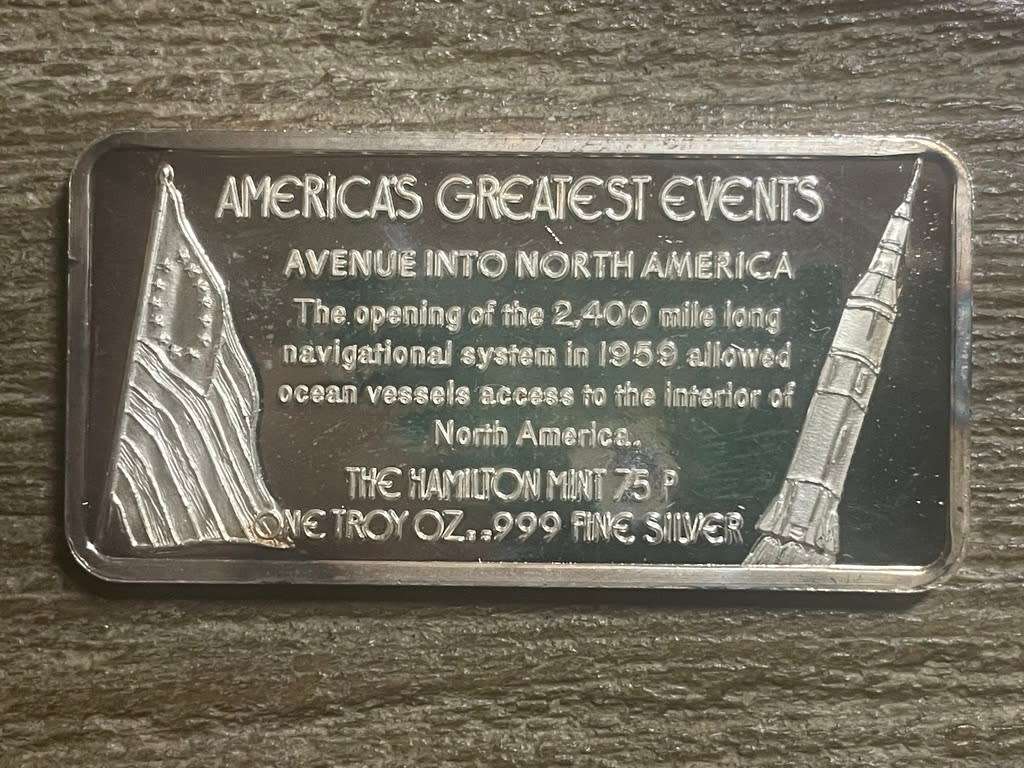 AMERICA'S GREATEST EVENTS
AVENUE INTO NORTH AMERICA
The opening of the 2,400 mile long
navigational system in 1959 allowed
ocean vessels access to the interior of
North America.
THE HAMILTON MINT 75 P
ONE TROY OZ. .999 FINE SILVER